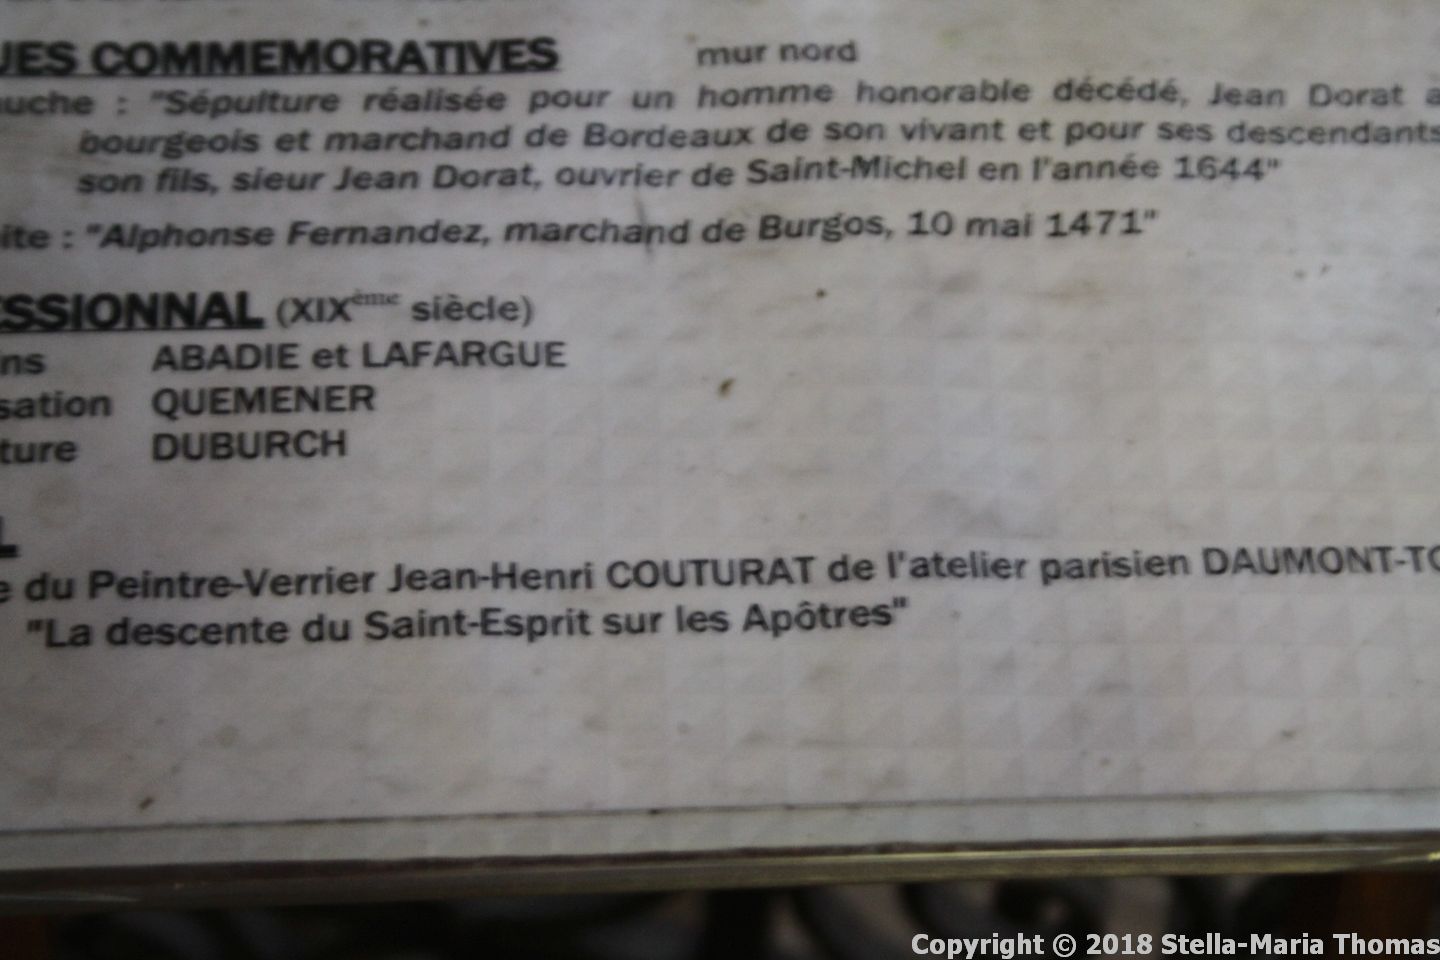 UES COMMEMORATIVES mur nord
uche : "Sépulture réalisée pour un homme honorable décédé, Jean Dorat a
bourgeois et marchand de Bordeaux de son vivant et pour ses descendants
son fils, sieur Jean Dorat, ouvrier de Saint-Michel en l'année 1644"
ite : "Alphonse Fernandez, marchand de Burgos, 10 mai 1471"
ESSIONNAL (XIXème siècle)
ns ABADIE et LAFARGUE
sation QUEMENER
ture DUBURCH
L
e du Peintre-Verrier Jean-Henri COUTURAT de l'atelier parisien DAUMONT-TO
"La descente du Saint-Esprit sur les Apôtres"
Copyright © 2018 Stella-Maria Thomas